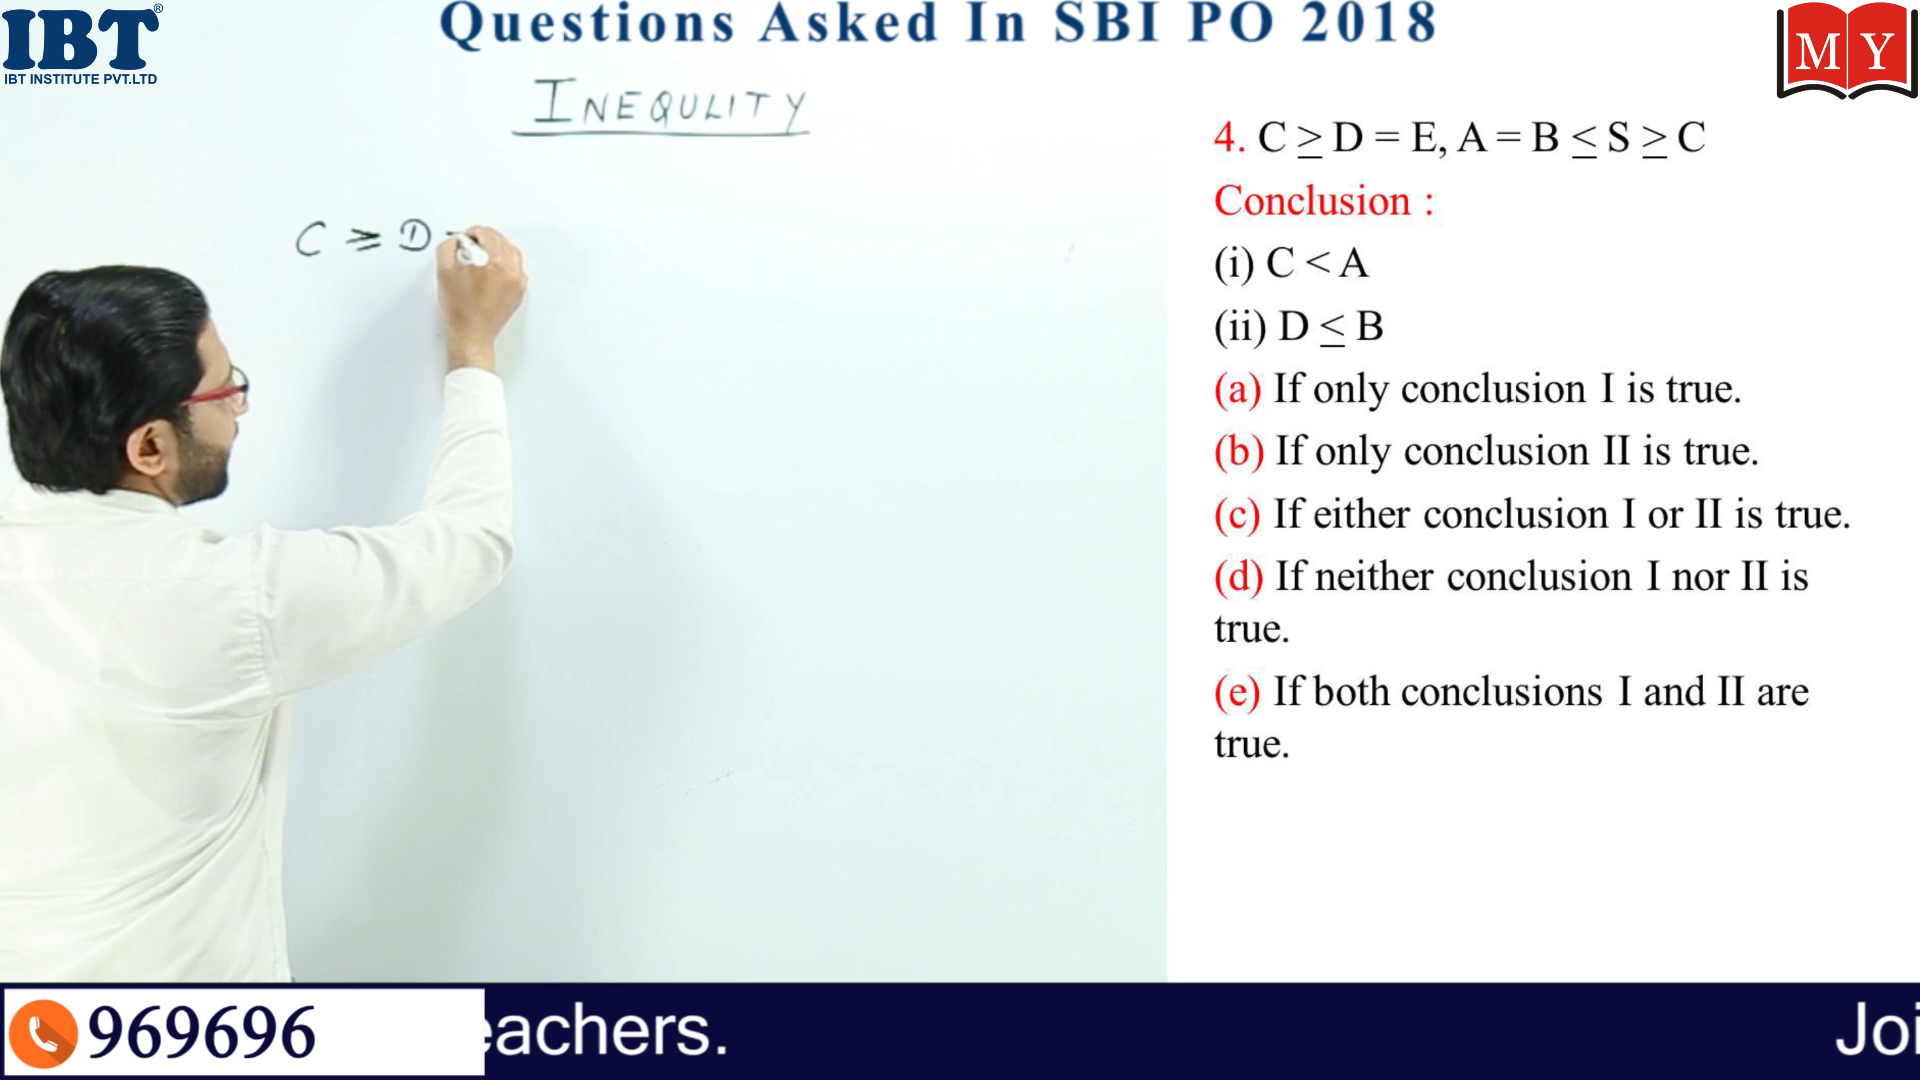 IBT®
IBT INSTITUTE PVT.LTD
Questions Asked In SBI PO 2018
M Y
INEQULITY
C ≥ D =
4. C ≥ D = E, A = B ≤ S ≥ C
Conclusion :
(i) C < A
(ii) D ≤ B
(a) If only conclusion I is true.
(b) If only conclusion II is true.
(c) If either conclusion I or II is true.
(d) If neither conclusion I nor II is
true.
(e) If both conclusions I and II are
true.
969696
eachers.
Joi